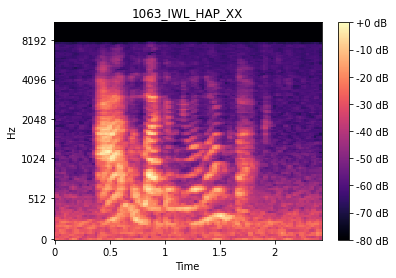 1063_IWL_HAP_XX
+0 dB
8192
-10 dB
4096
-20 dB
-30 dB
2048
Hz
-40 dB
1024
-50 dB
512
-60 dB
-70 dB
0
-80 dB
0 0.5 1 1.5 2
Time